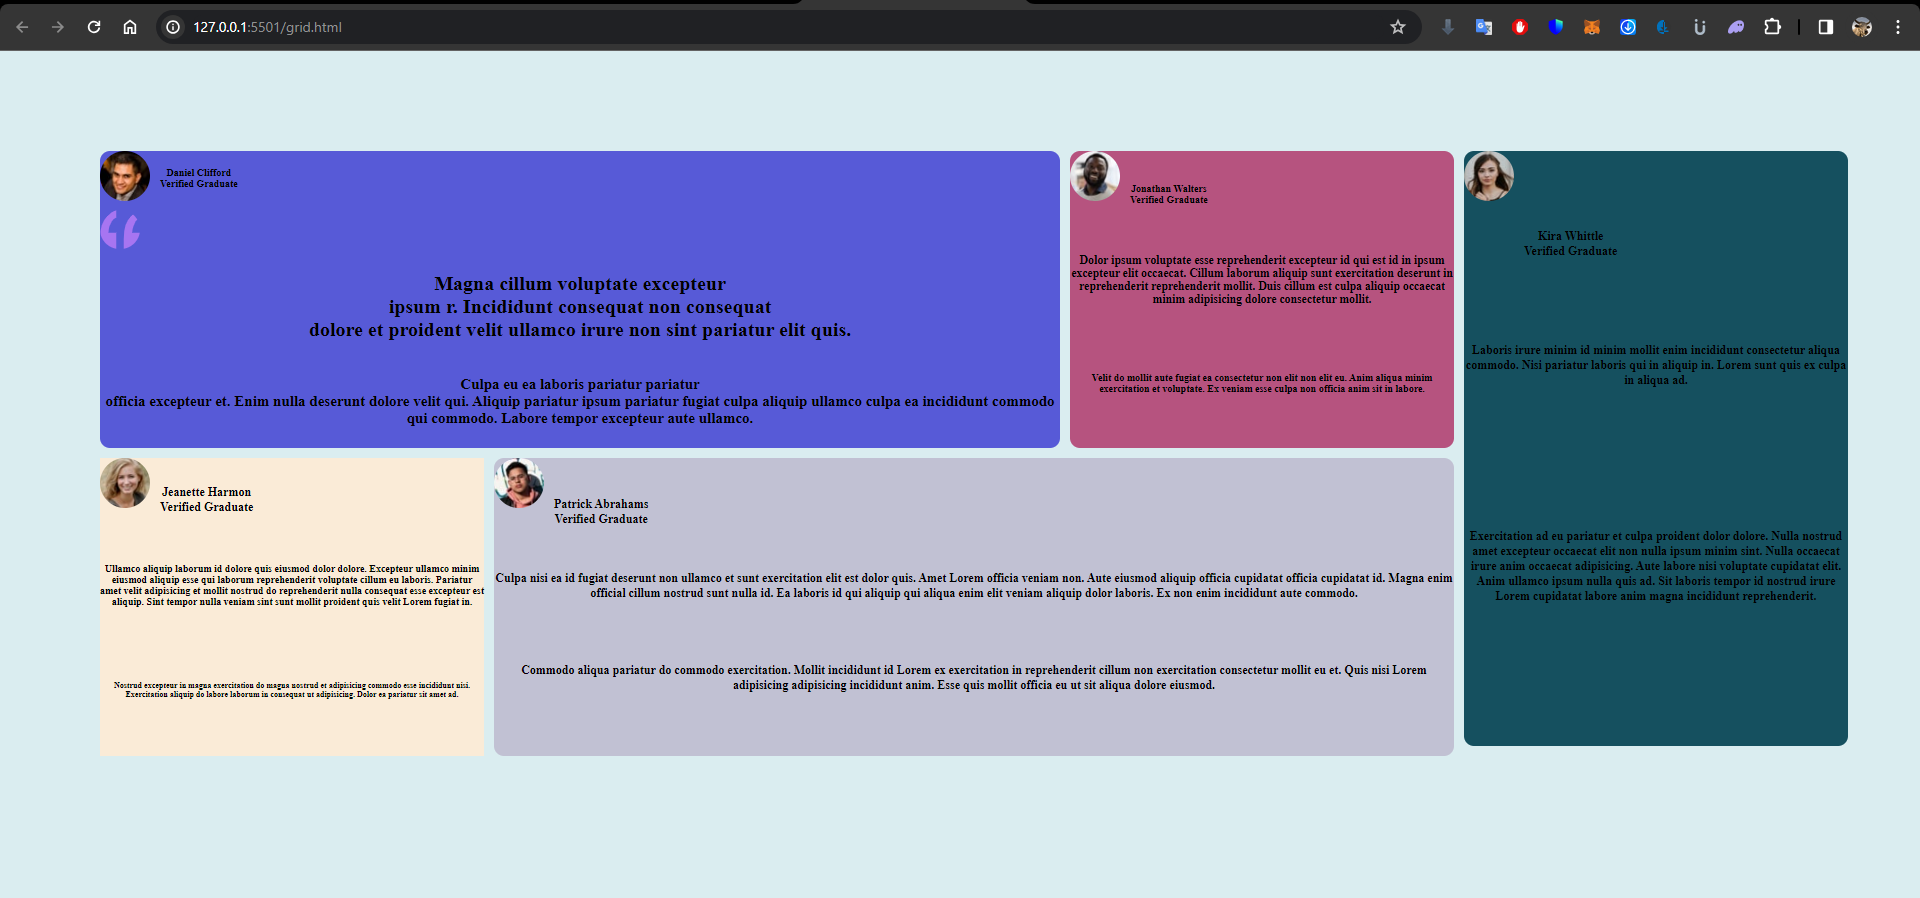 127.0.0.1:5501/grid.html
Daniel Clifford
Verified Graduate
“
Magna cillum voluptate excepteur
ipsum r. Incididunt consequat non consequat
dolore et proident velit ullamco irure non sint pariatur elit quis.
Culpa eu ea laboris pariatur pariatur
officia excepteur et. Enim nulla deserunt dolore velit qui. Aliquip pariatur ipsum pariatur fugiat culpa aliquip ullamco culpa ea incididunt commodo
qui commodo. Labore tempor excepteur aute ullamco.
Jonathan Walters
Verified Graduate
Dolor ipsum voluptate esse reprehenderit excepteur id qui est id in ipsum
excepteur elit occaecat. Cillum laborum aliquip sunt exercitation deserunt in
reprehenderit reprehenderit mollit. Duis cillum est culpa aliquip occaecat
minim adipisicing dolore consectetur mollit.
Velit do mollit aute fugiat ea consectetur non elit non elit eu. Anim aliqua minim
exercitation et voluptate. Ex veniam esse culpa non officia anim sit in labore.
Kira Whittle
Verified Graduate
Laboris irure minim id minim mollit enim incididunt consectetur aliqua
commodo. Nisi pariatur laboris qui in aliquip in. Lorem sunt quis ex culpa
in aliqua ad.
Exercitation ad eu pariatur et culpa proident dolor dolore. Nulla nostrud
amet excepteur occaecat elit non nulla ipsum minim sint. Nulla occaecat
irure anim occaecat adipisicing. Aute labore nisi voluptate cupidatat elit.
Anim ullamco ipsum nulla quis ad. Sit laboris tempor id nostrud irure
Lorem cupidatat labore anim magna incididunt reprehenderit.
Jeanette Harmon
Verified Graduate
Ullamco aliquip laborum id dolore quis eiusmod dolor dolore. Excepteur ullamco minim
eiusmod aliquip esse qui laborum reprehenderit voluptate cillum eu laboris. Pariatur
amet velit adipisicing et mollit nostrud do reprehenderit nulla consequat esse excepteur est
aliquip. Sint tempor nulla veniam sint sunt mollit proident quis velit Lorem fugiat in.
Nostrud excepteur in magna exercitation do magna nostrud et adipisicing commodo esse incididunt nisi.
Exercitation aliquip do labore laborum in consequat ut adipisicing. Dolor ea pariatur sit amet ad.
Patrick Abrahams
Verified Graduate
Culpa nisi ea id fugiat deserunt non ullamco et sunt exercitation elit est dolor quis. Amet Lorem officia veniam non. Aute eiusmod aliquip officia cupidatat officia cupidatat id. Magna enim
official cillum nostrud sunt nulla id. Ea laboris id qui aliquip qui aliqua enim elit veniam aliquip dolor laboris. Ex non enim incididunt aute commodo.
Commodo aliqua pariatur do commodo exercitation. Mollit incididunt id Lorem ex exercitation in reprehenderit cillum non exercitation consectetur mollit eu et. Quis nisi Lorem
adipisicing adipisicing incididunt anim. Esse quis mollit officia eu ut sit aliqua dolore eiusmod.